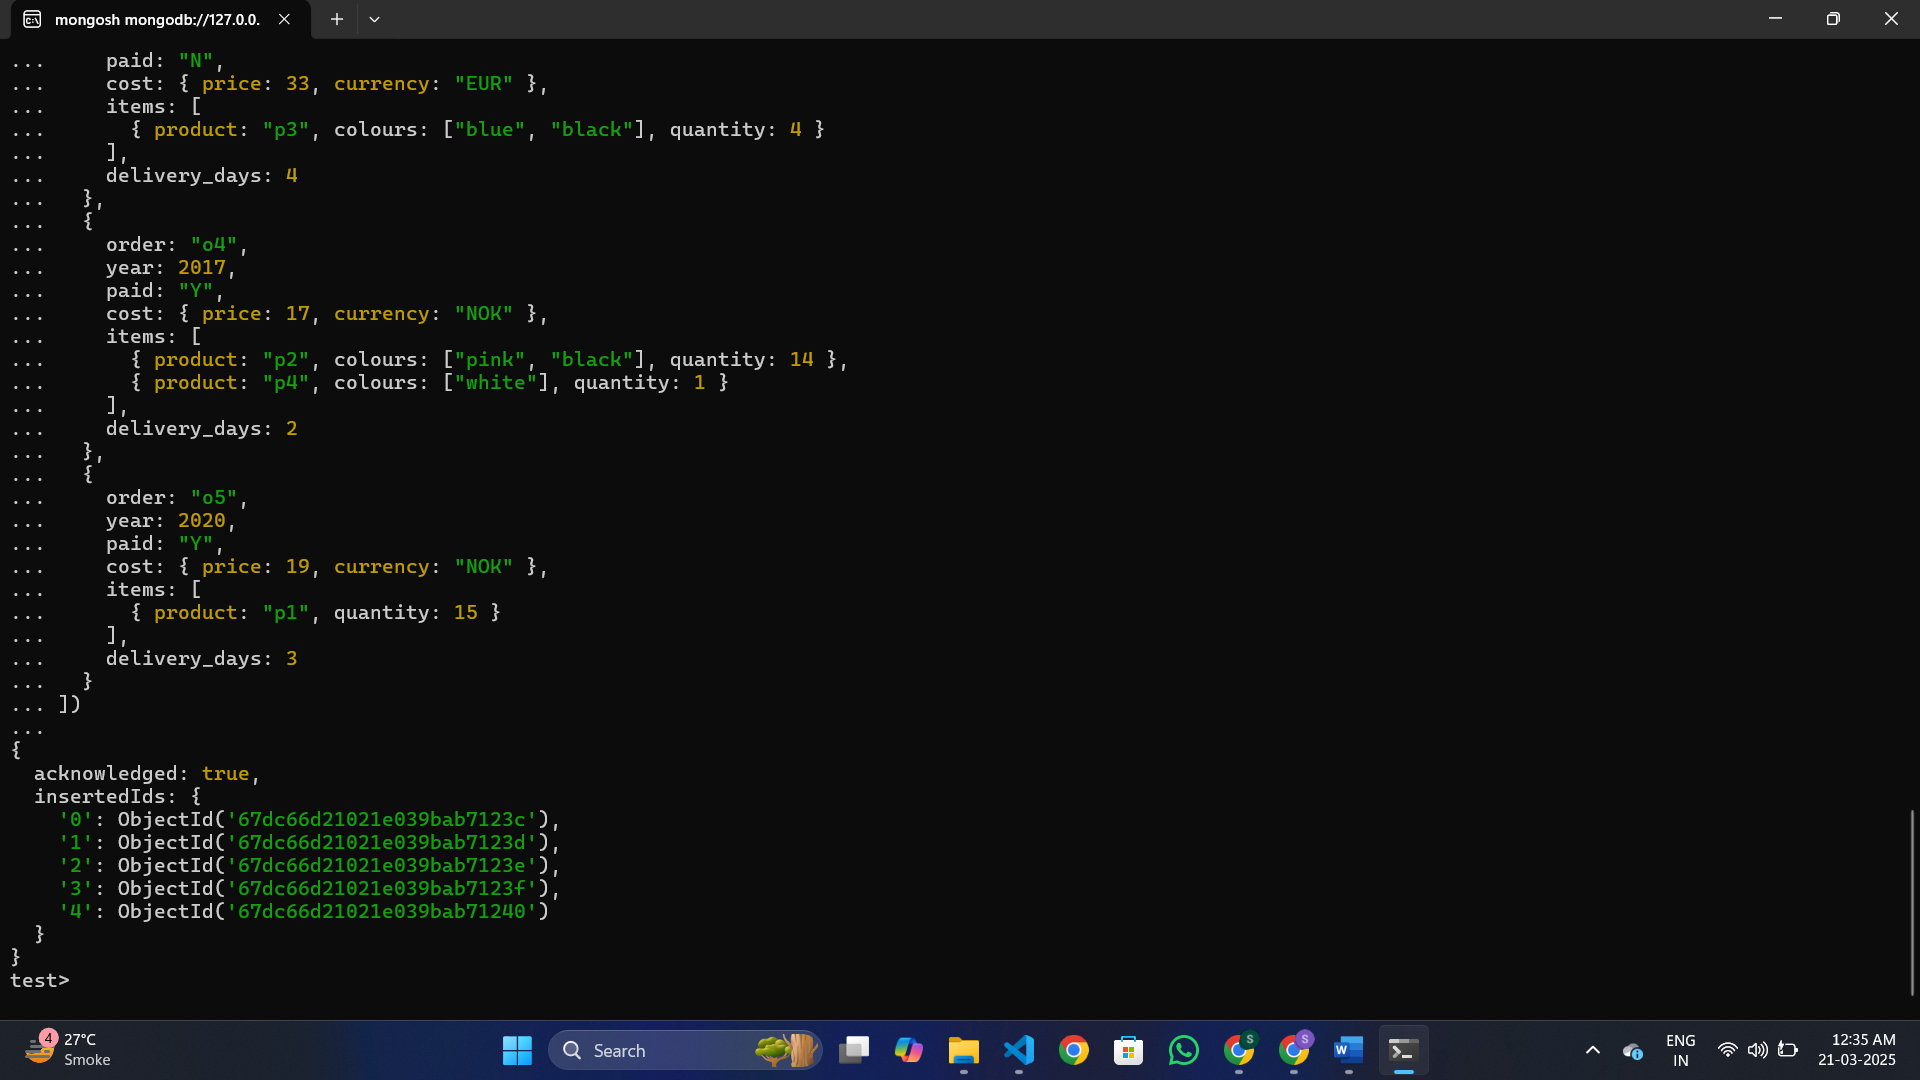 mongosh mongodb://127.0.0.
...     paid: "N",
...     cost: { price: 33, currency: "EUR" },
...     items: [
...       { product: "p3", colours: ["blue", "black"], quantity: 4 }
...     ],
...     delivery_days: 4
...   },
...   {
...     order: "o4",
...     year: 2017,
...     paid: "Y",
...     cost: { price: 17, currency: "NOK" },
...     items: [
...       { product: "p2", colours: ["pink", "black"], quantity: 14 },
...       { product: "p4", colours: ["white"], quantity: 1 }
...     ],
...     delivery_days: 2
...   },
...   {
...     order: "o5",
...     year: 2020,
...     paid: "Y",
...     cost: { price: 19, currency: "NOK" },
...     items: [
...       { product: "p1", quantity: 15 }
...     ],
...     delivery_days: 3
...   }
... ])
...
{
  acknowledged: true,
  insertedIds: {
    '0': ObjectId('67dc66d21021e039bab7123c'),
    '1': ObjectId('67dc66d21021e039bab7123d'),
    '2': ObjectId('67dc66d21021e039bab7123e'),
    '3': ObjectId('67dc66d21021e039bab7123f'),
    '4': ObjectId('67dc66d21021e039bab71240')
  }
}
test>
4
27°C
Smoke
Search
S
S
W
ENG
IN
12:35 AM
21-03-2025